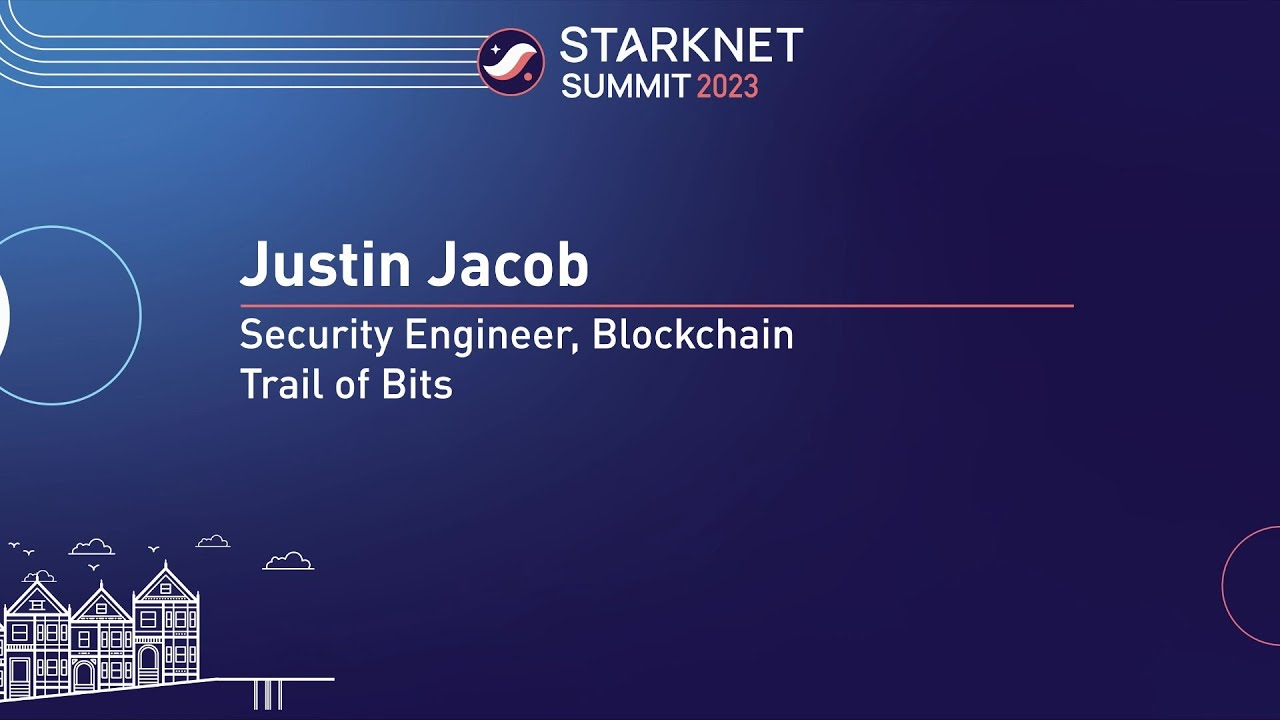 STARKNET
SUMMIT 2023
Justin Jacob
Security Engineer, Blockchain
Trail of Bits